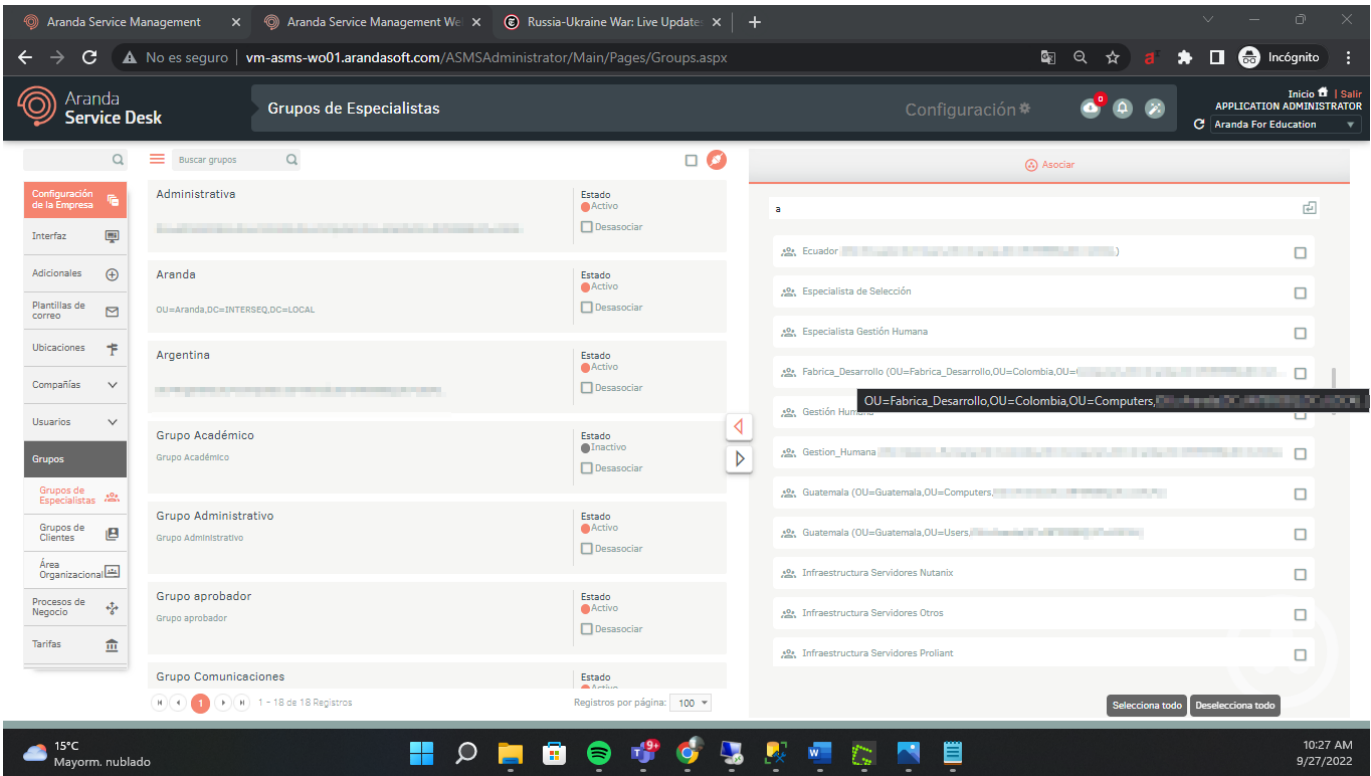 Aranda Service Management
Aranda Service Management We
Russia-Ukraine War: Live Update
No es seguro | vm-asms-wo01.arandasoft.com/ASMSAdministrator/Main/Pages/Groups.aspx
Incógnito
Aranda
Service Desk
Grupos de Especialistas
Configuración
0
Inicio | Salir
APPLICATION ADMINISTRATOR
Aranda For Education
Configuración
de la Empresa
Interfaz
Adicionales
Plantillas de
correo
Ubicaciones
Compañías
Usuarios
Grupos
Grupos de
Especialistas
Grupos de
Clientes
Área
Organizacional
Procesos de
Negocio
Tarifas
Buscar grupos
Administrativa
Estado
Activo
Desasociar
Aranda
OU=Aranda,DC=INTERSEQ,DC=LOCAL
Estado
Activo
Desasociar
Argentina
Estado
Activo
Desasociar
Grupo Académico
Grupo Académico
Estado
Inactivo
Desasociar
Grupo Administrativo
Grupo Administrativo
Estado
Activo
Desasociar
Grupo aprobador
Grupo aprobador
Estado
Activo
Desasociar
Grupo Comunicaciones
Estado
Activo
1
1 - 18 de 18 Registros
Registros por página: 100
Asociar
a
Ecuador
Especialista de Selección
Especialista Gestión Humana
Fabrica_Desarrollo (OU=Fabrica_Desarrollo,OU=Colombia,OU=
OU=Fabrica_Desarrollo,OU=Colombia,OU=Computers,
Gestión Hum
Gestion_Humana
Guatemala (OU=Guatemala,OU=Computers,
Guatemala (OU=Guatemala,OU=Users,
Infraestructura Servidores Nutanix
Infraestructura Servidores Otros
Infraestructura Servidores Proliant
Selecciona todo
Deselecciona todo
15°C
Mayorm. nublado
9+
10:27 AM
9/27/2022